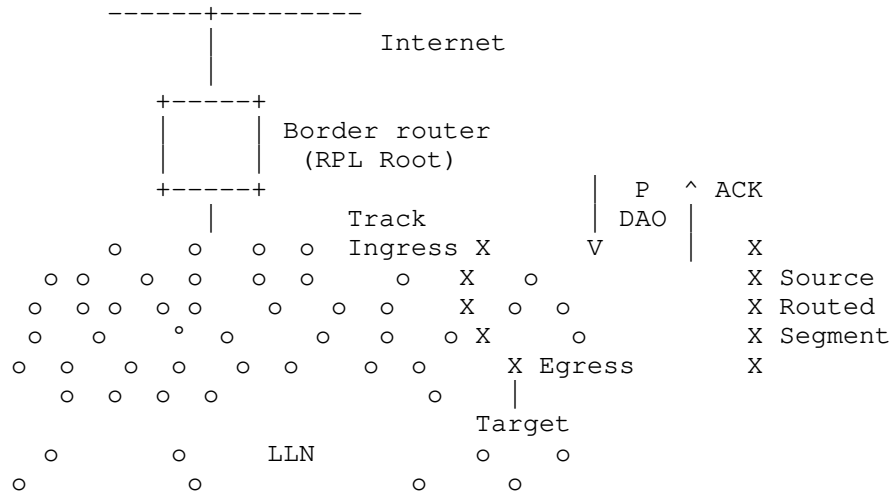 Internet
Border router
(RPL Root)
P ^ ACK
Track DAO
o o o o Ingress X V X
o o o o o o o X o X Source
o o o o o o o o X o o X Routed
o o ° o o o o X o X Segment
o o o o o o o o X Egress X
o o o o o
Target
o o LLN o o
o o o o